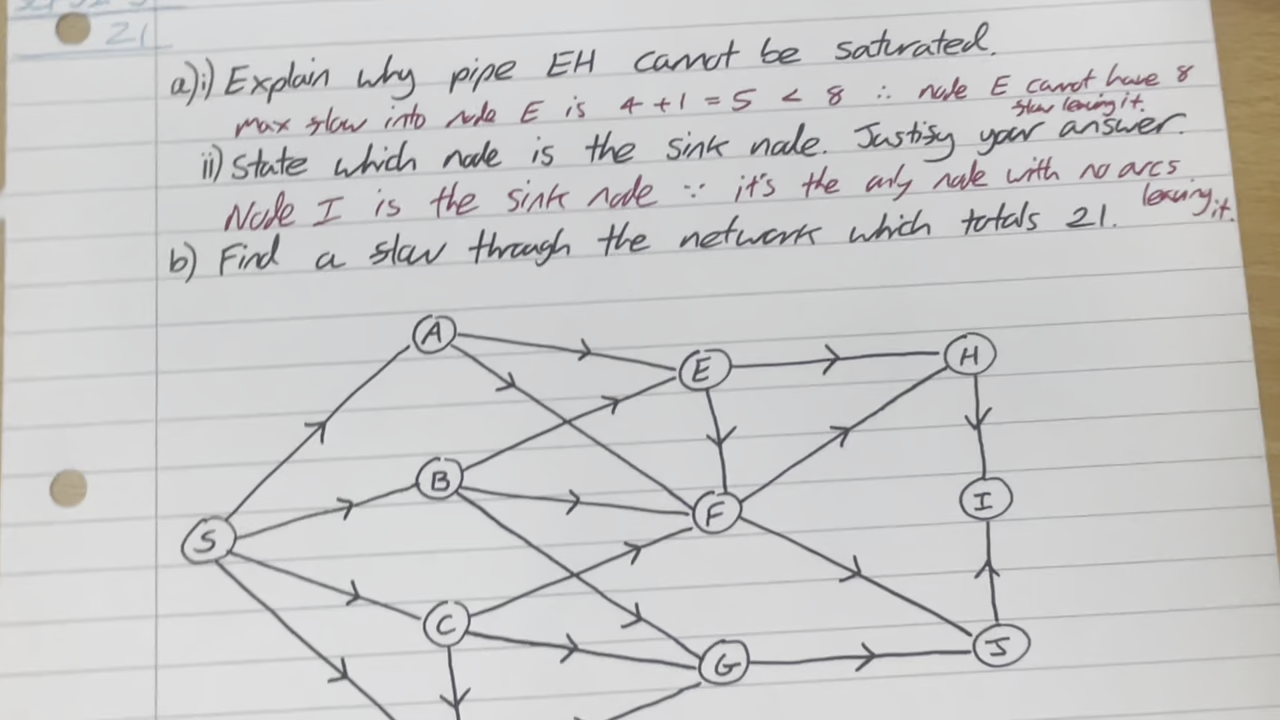 21
a)i) Explain why pipe EH cannot be saturated.
max flow into node E is 4 + 1 = 5 < 8 ∴ node E cannot have 8
flow leaving it.
ii) State which node is the sink node. Justify your answer.
Node I is the sink node ∵ it's the only node with no arcs
leaving it.
b) Find a flow through the network which totals 21.
A
E
H
B
F
I
S
C
G
J